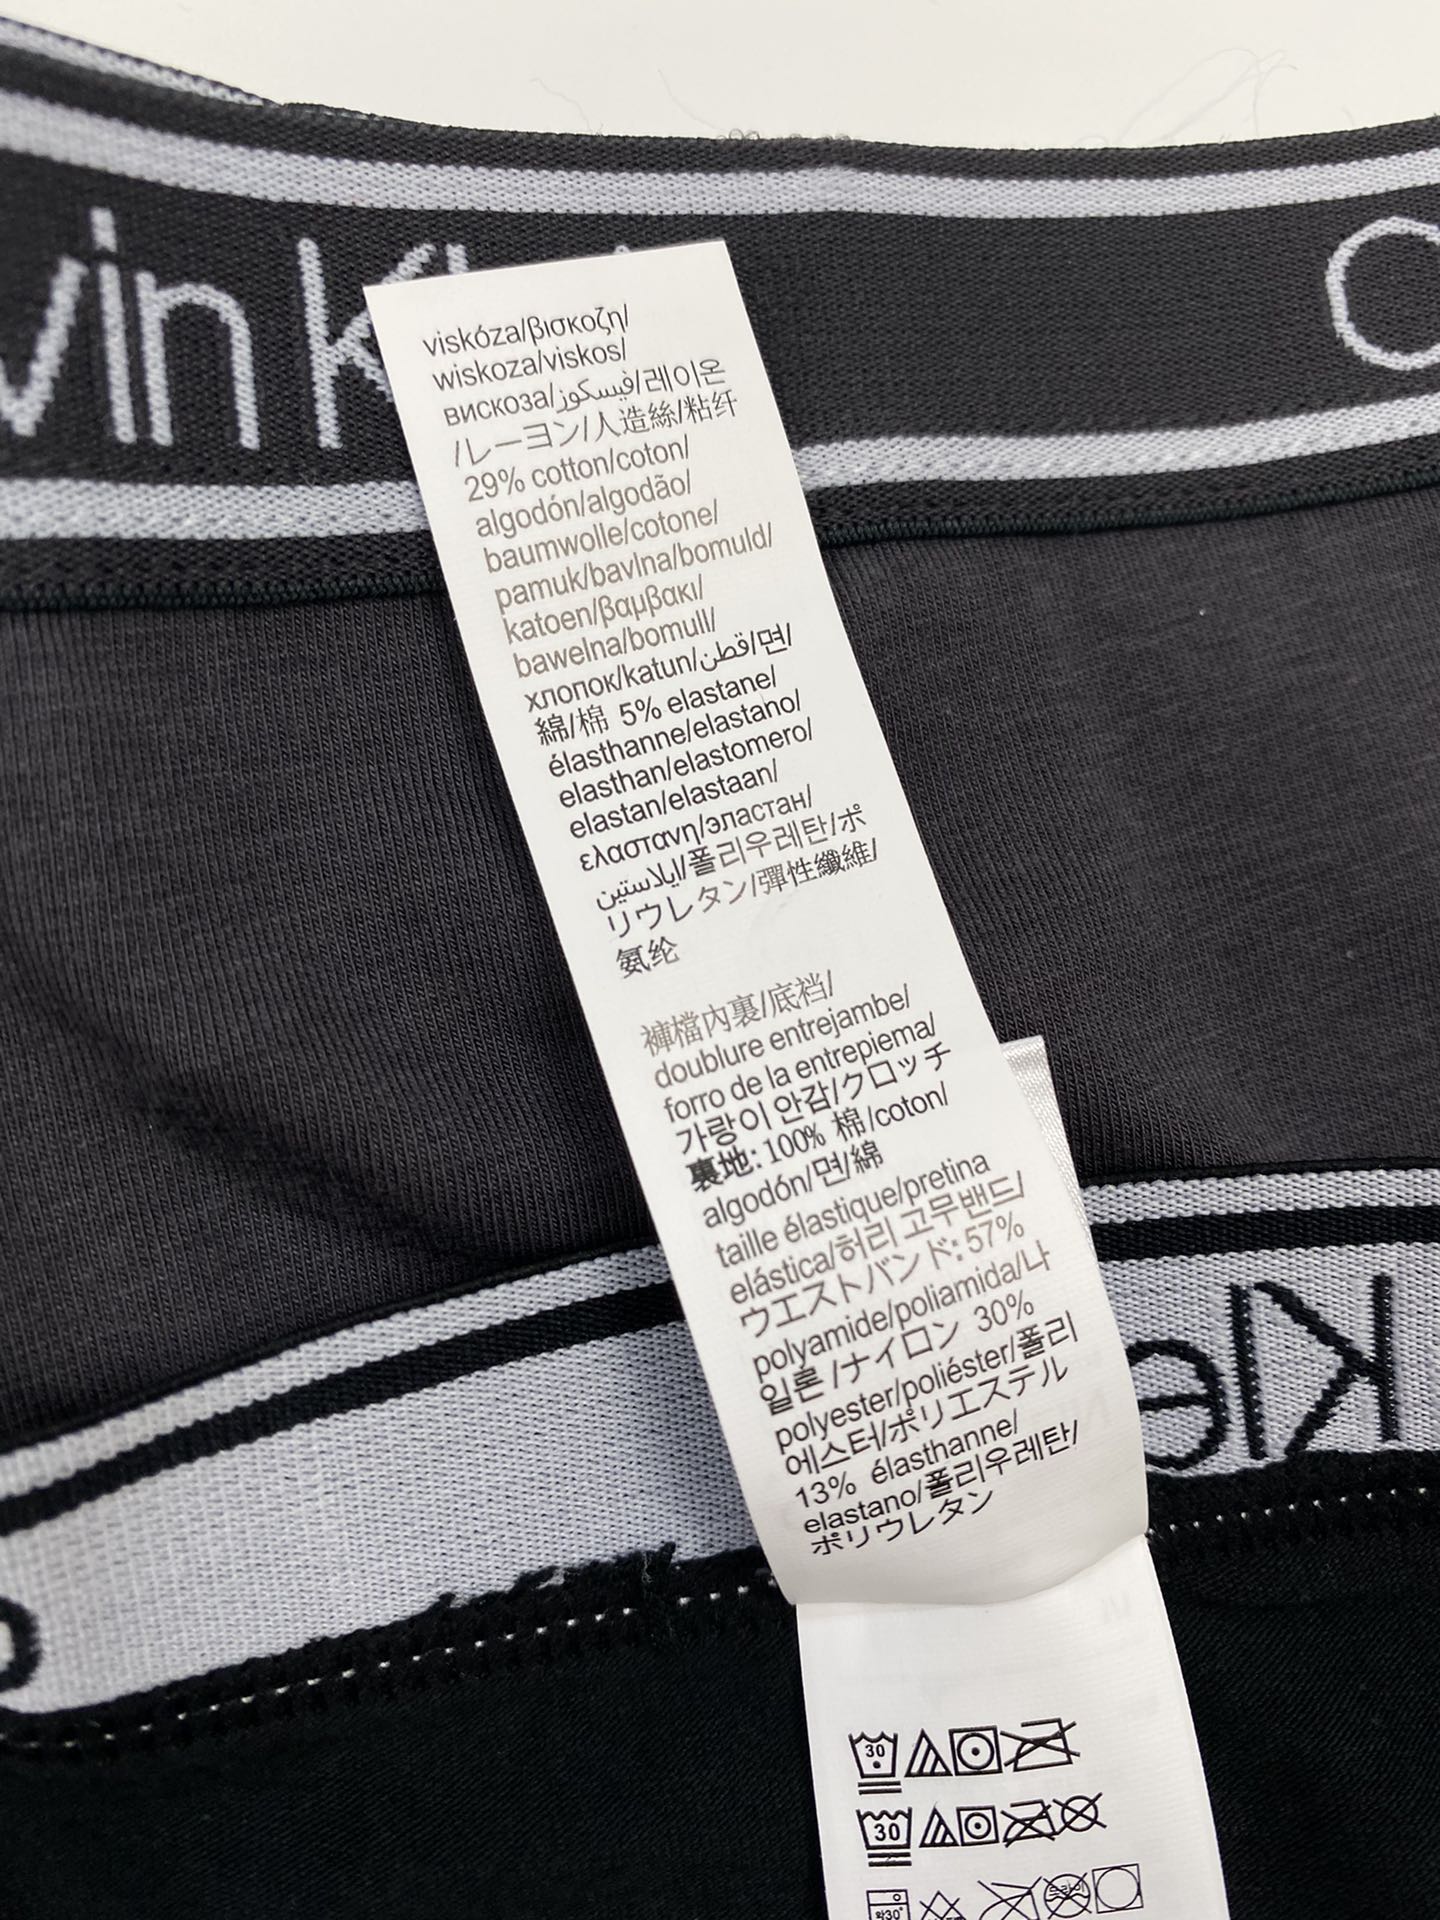 vin Kl
C
viskóza/βισκοζη/
wiskoza/viskos/
вискоза/فيسكوز/레이온
/レーヨン/人造絲/粘纤
29% cotton/coton/
algodón/algodão/
baumwolle/cotone/
pamuk/bavlna/bomuld/
katoen/βαμβακι/
bawelna/bomull/
хлопок/katun/قطن/면/
綿/棉 5% elastane/
élasthanne/elastano/
elasthan/elastomero/
elastan/elastaan/
ελαστανη/эластан/
ايلاستين/폴리우레탄/ポ
リウレタン/彈性纖維/
氨纶
褲檔內裏/底裆/
doublure entrejambe/
forro de la entrepiema/
가랑이 안감/クロッチ
裏地: 100% 棉/coton/
algodón/면/綿
taille élastique/pretina
elástica/허리 고무밴드/
ウエストバンド: 57%
polyamide/poliamida/나
일론/ナイロン 30%
polyester/poliéster/폴리
에스터/ポリエステル
13% élasthanne/
elastano/폴리우레탄/
ポリウレタン
Kle
30
30
약30°
드라이